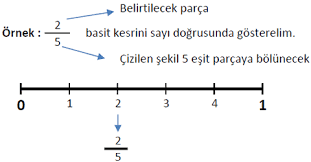 Belirtilecek parça
Örnek : 2/5 basit kesrini sayı doğrusunda gösterelim.
Çizilen şekil 5 eşit parçaya bölünecek
0 1 2 3 4 1
2/5